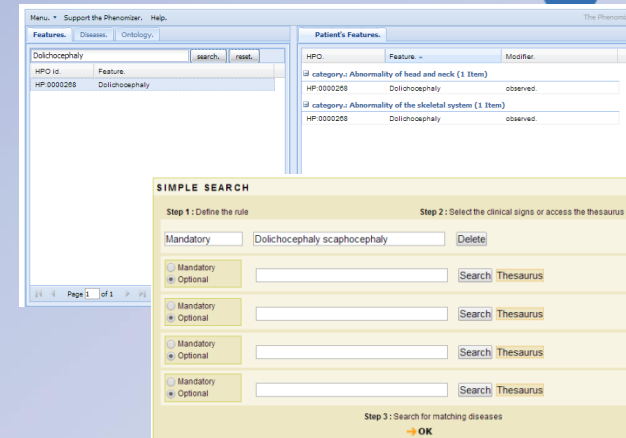 Menu. Support the Phenomizer. Help.
The Phenomiz
Features. Diseases. Ontology.
Dolichocephaly search. reset.
HPO id. Feature.
HP:0000268 Dolichocephaly
Page 1 of 1
Patient's Features.
HPO. Feature. Modifier.
category.: Abnormality of head and neck (1 Item)
HP:0000268 Dolichocephaly observed.
category.: Abnormality of the skeletal system (1 Item)
HP:0000268 Dolichocephaly observed.
SIMPLE SEARCH
Step 1 : Define the rule Step 2 : Select the clinical signs or access the thesaurus
Mandatory Dolichocephaly scaphocephaly Delete
Mandatory
Optional Search Thesaurus
Mandatory
Optional Search Thesaurus
Mandatory
Optional Search Thesaurus
Mandatory
Optional Search Thesaurus
Step 3 : Search for matching diseases
OK